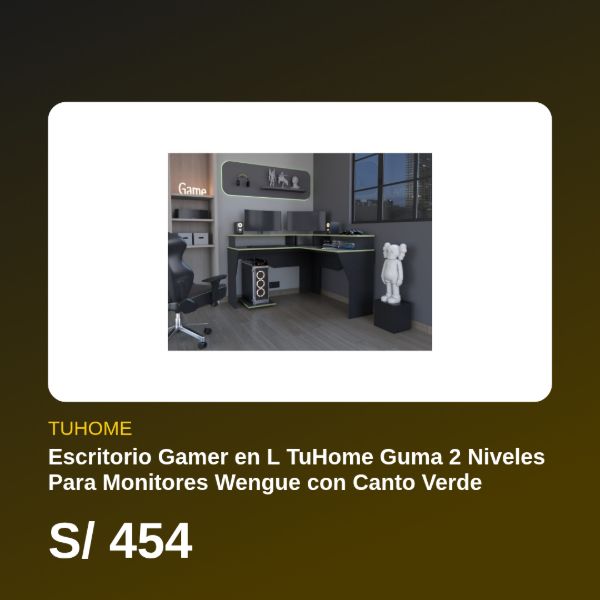 Game
TUHOME
Escritorio Gamer en L TuHome Guma 2 Niveles
Para Monitores Wengue con Canto Verde
S/ 454